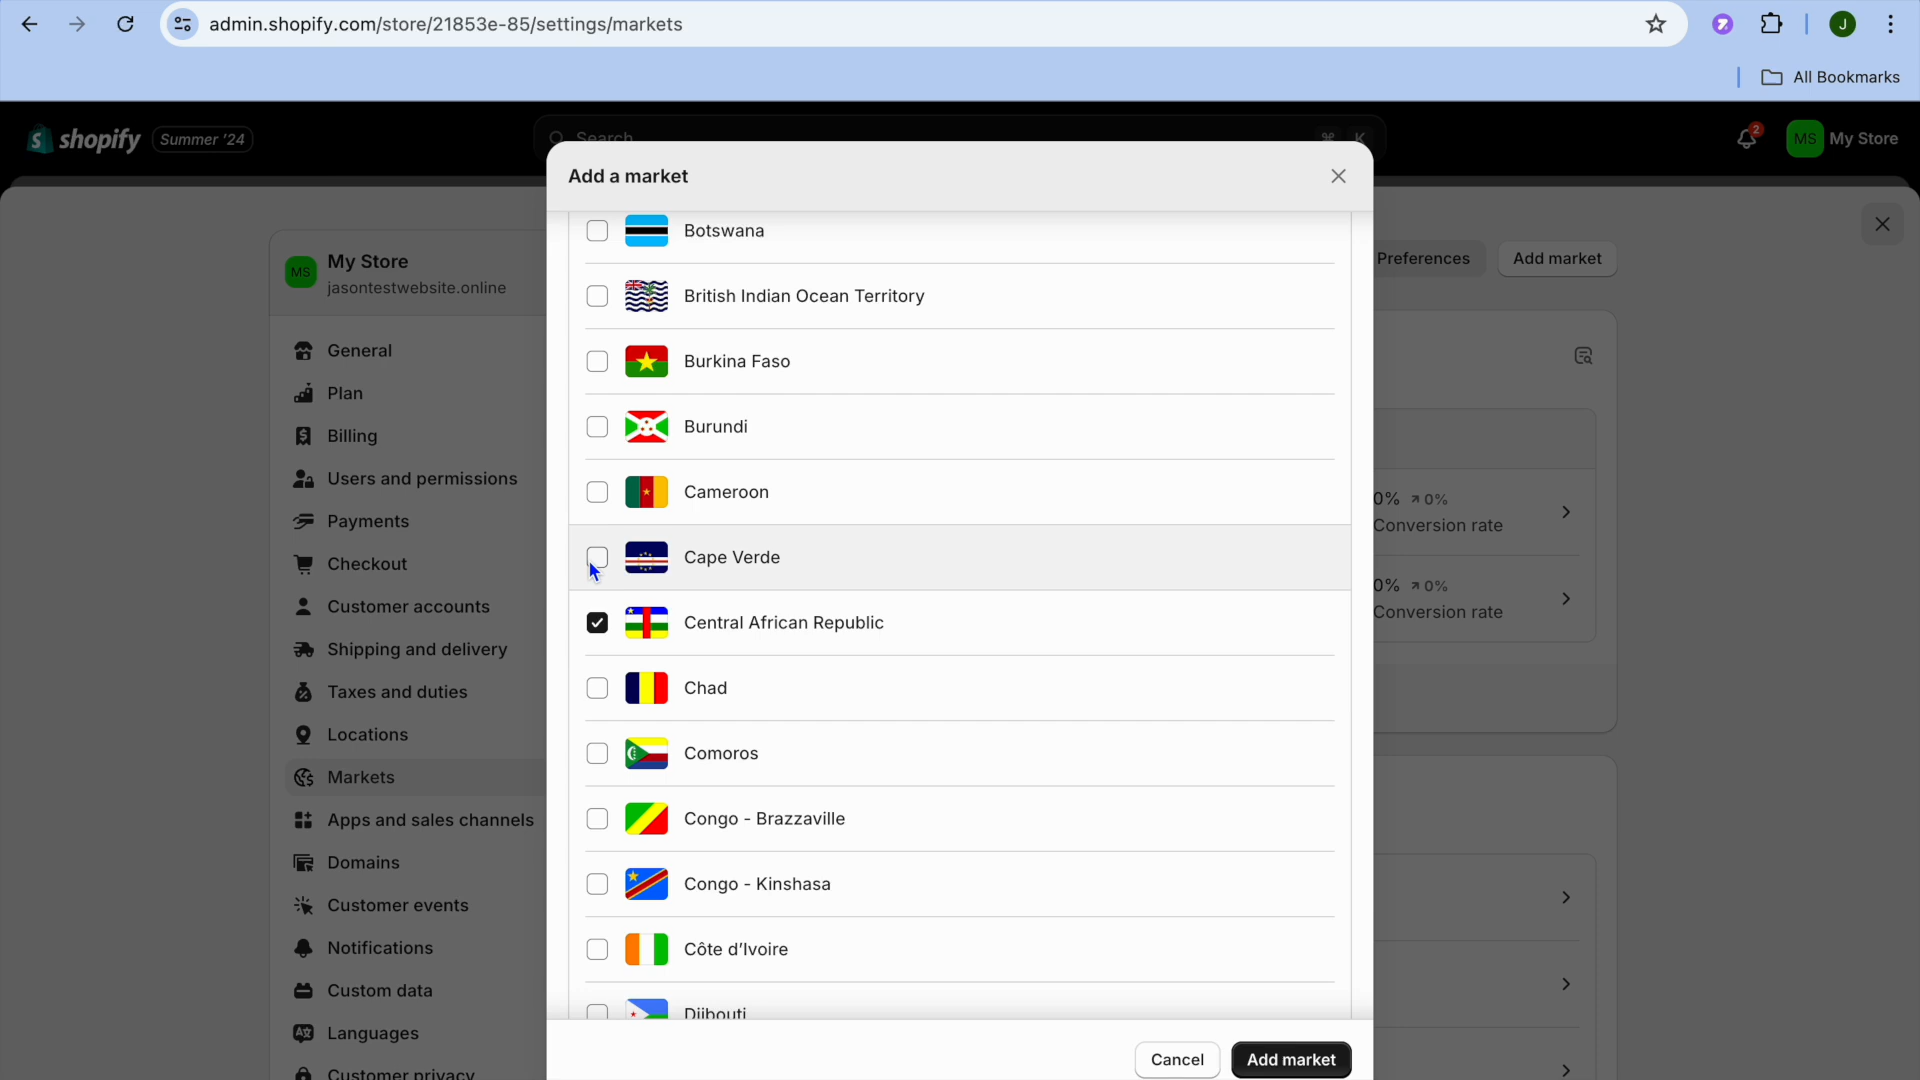 admin.shopify.com/store/21853e-85/settings/markets
J
All Bookmarks
shopify Summer '24
Search ⌘ K
2
MS My Store
Add a market
Preferences Add market
MS My Store
jasontestwebsite.online
General
Plan
Billing
Users and permissions
Payments
Checkout
Customer accounts
Shipping and delivery
Taxes and duties
Locations
Markets
Apps and sales channels
Domains
Customer events
Notifications
Custom data
Languages
Customer privacy
Botswana
British Indian Ocean Territory
Burkina Faso
Burundi
Cameroon
Cape Verde
Central African Republic
Chad
Comoros
Congo - Brazzaville
Congo - Kinshasa
Côte d’Ivoire
Djibouti
0% ↗ 0%
Conversion rate
0% ↗ 0%
Conversion rate
Cancel Add market